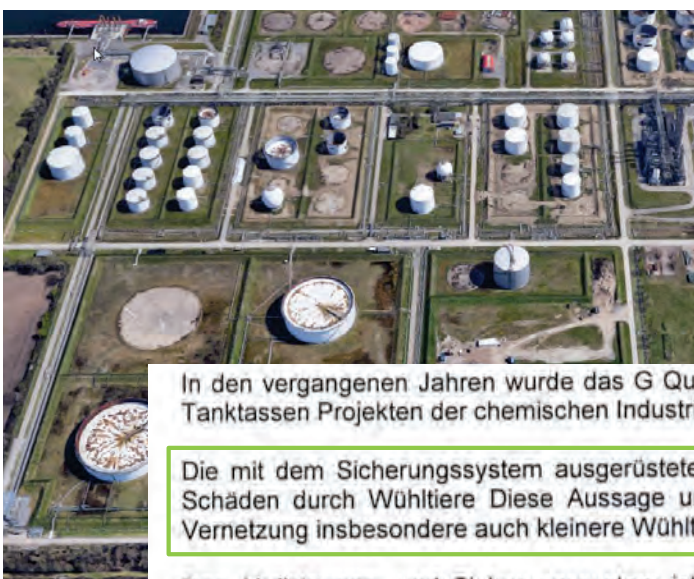 In den vergangenen Jahren wurde das G Qu
Tanktassen Projekten der chemischen Industr
Die mit dem Sicherungssystem ausgerüstete
Schäden durch Wühltiere Diese Aussage u
Vernetzung insbesondere auch kleinere Wühlt